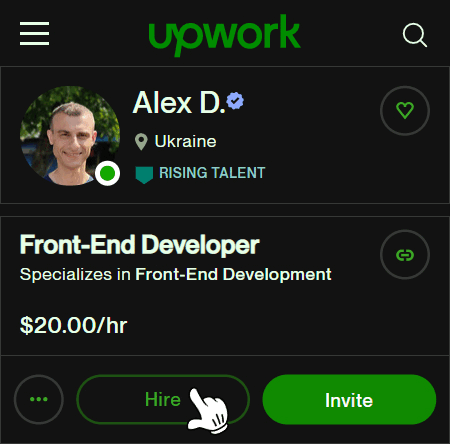 upwork
Alex D.
Ukraine
RISING TALENT
Front-End Developer
Specializes in Front-End Development
$20.00/hr
Hire
Invite